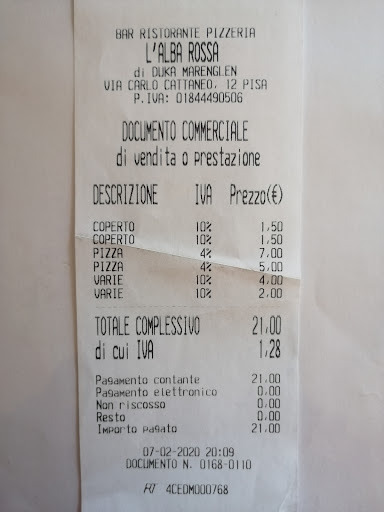 BAR RISTORANTE PIZZERIA
L'ALBA ROSSA
di DUKA MARENGLEN
VIA CARLO CATTANEO, 12 PISA
P.IVA: 01844490506
DOCUMENTO COMMERCIALE
di vendita o prestazione
DESCRIZIONE IVA Prezzo(€)
COPERTO 10% 1,50
COPERTO 10% 1,50
PIZZA 4% 7,00
PIZZA 4% 5,00
VARIE 10% 4,00
VARIE 10% 2,00
TOTALE COMPLESSIVO 21,00
di cui IVA 1,28
Pagamento contante 21,00
Pagamento elettronico 0,00
Non riscosso 0,00
Resto 0,00
Importo pagato 21,00
07-02-2020 20:09
DOCUMENTO N. 0168-0110
RT 4CEDM000768